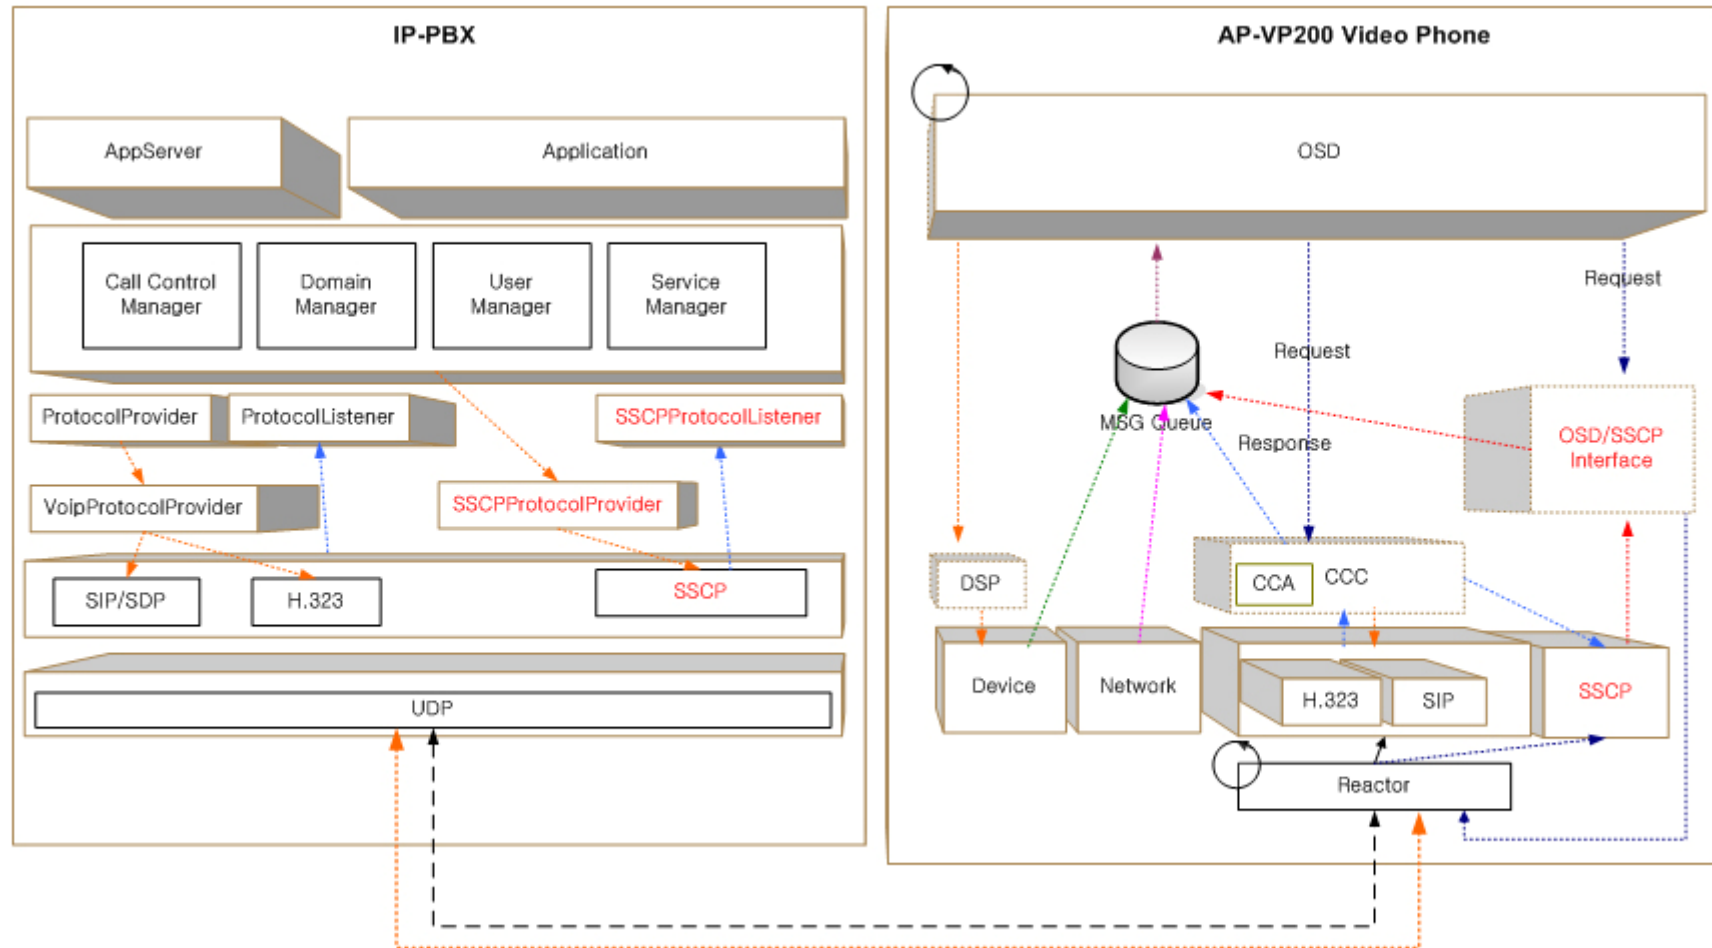 IP-PBX
AppServer
Application
Call Control
Manager
Domain
Manager
User
Manager
Service
Manager
ProtocolProvider
ProtocolListener
SSCPProtocolListener
VoipProtocolProvider
SSCPProtocolProvider
SIP/SDP
H.323
SSCP
UDP
AP-VP200 Video Phone
OSD
Request
Request
MSG Queue
Response
OSD/SSCP
Interface
DSP
CCA
CCC
Device
Network
H.323
SIP
SSCP
Reactor